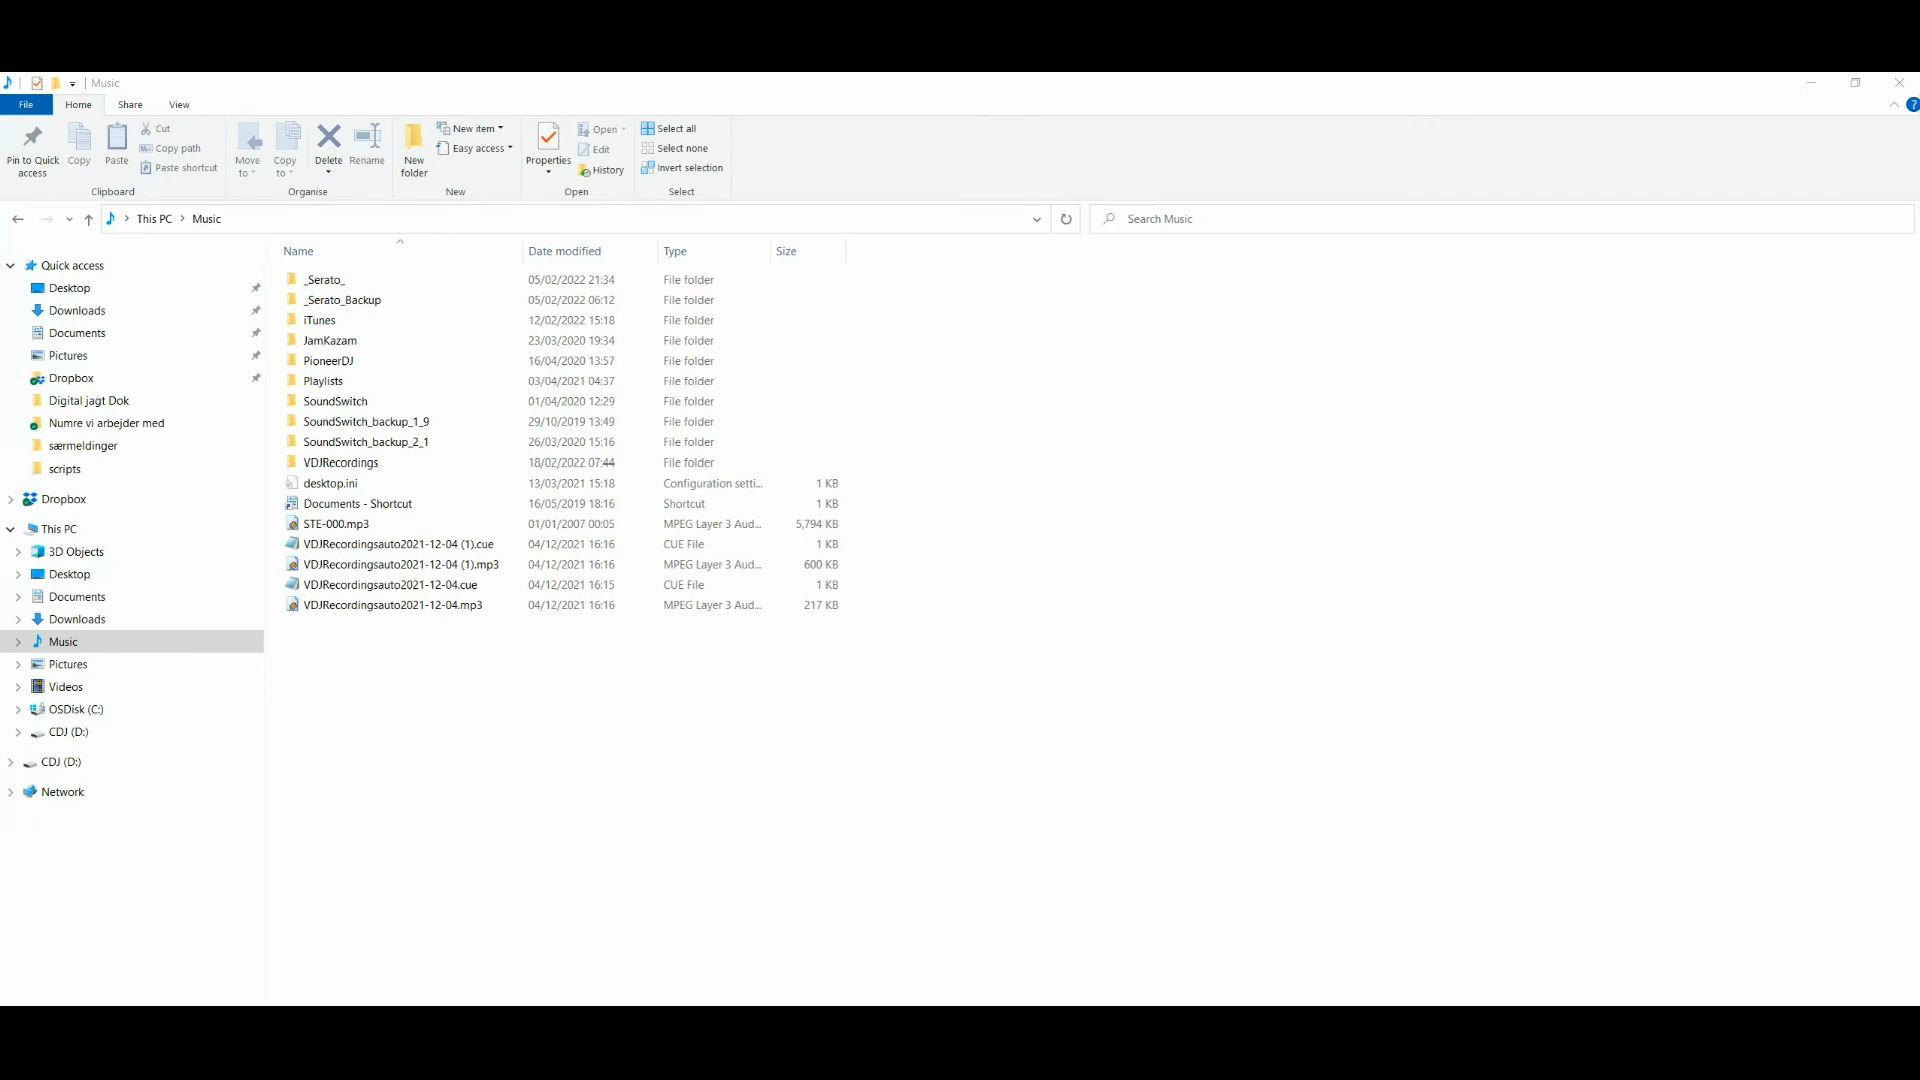 Music
File Home Share View
?
Pin to Quick access
Copy
Paste
Cut
Copy path
Paste shortcut
Clipboard
Move to
Copy to
Delete
Rename
Organise
New folder
New item
Easy access
New
Properties
Open
Edit
History
Open
Select all
Select none
Invert selection
Select
This PC Music
Search Music
Quick access
Desktop
Downloads
Documents
Pictures
Dropbox
Digital jagt Dok
Numre vi arbejder med
særmeldinger
scripts
Dropbox
This PC
3D Objects
Desktop
Documents
Downloads
Music
Pictures
Videos
OSDisk (C:)
CDJ (D:)
CDJ (D:)
Network
Name Date modified Type Size
_Serato_ 05/02/2022 21:34 File folder
_Serato_Backup 05/02/2022 06:12 File folder
iTunes 12/02/2022 15:18 File folder
JamKazam 23/03/2020 19:34 File folder
PioneerDJ 16/04/2020 13:57 File folder
Playlists 03/04/2021 04:37 File folder
SoundSwitch 01/04/2020 12:29 File folder
SoundSwitch_backup_1_9 29/10/2019 13:49 File folder
SoundSwitch_backup_2_1 26/03/2020 15:16 File folder
VDJRecordings 18/02/2022 07:44 File folder
desktop.ini 13/03/2021 15:18 Configuration setti... 1 KB
Documents - Shortcut 16/05/2019 18:16 Shortcut 1 KB
STE-000.mp3 01/01/2007 00:05 MPEG Layer 3 Aud... 5,794 KB
VDJRecordingsauto2021-12-04 (1).cue 04/12/2021 16:16 CUE File 1 KB
VDJRecordingsauto2021-12-04 (1).mp3 04/12/2021 16:16 MPEG Layer 3 Aud... 600 KB
VDJRecordingsauto2021-12-04.cue 04/12/2021 16:15 CUE File 1 KB
VDJRecordingsauto2021-12-04.mp3 04/12/2021 16:16 MPEG Layer 3 Aud... 217 KB